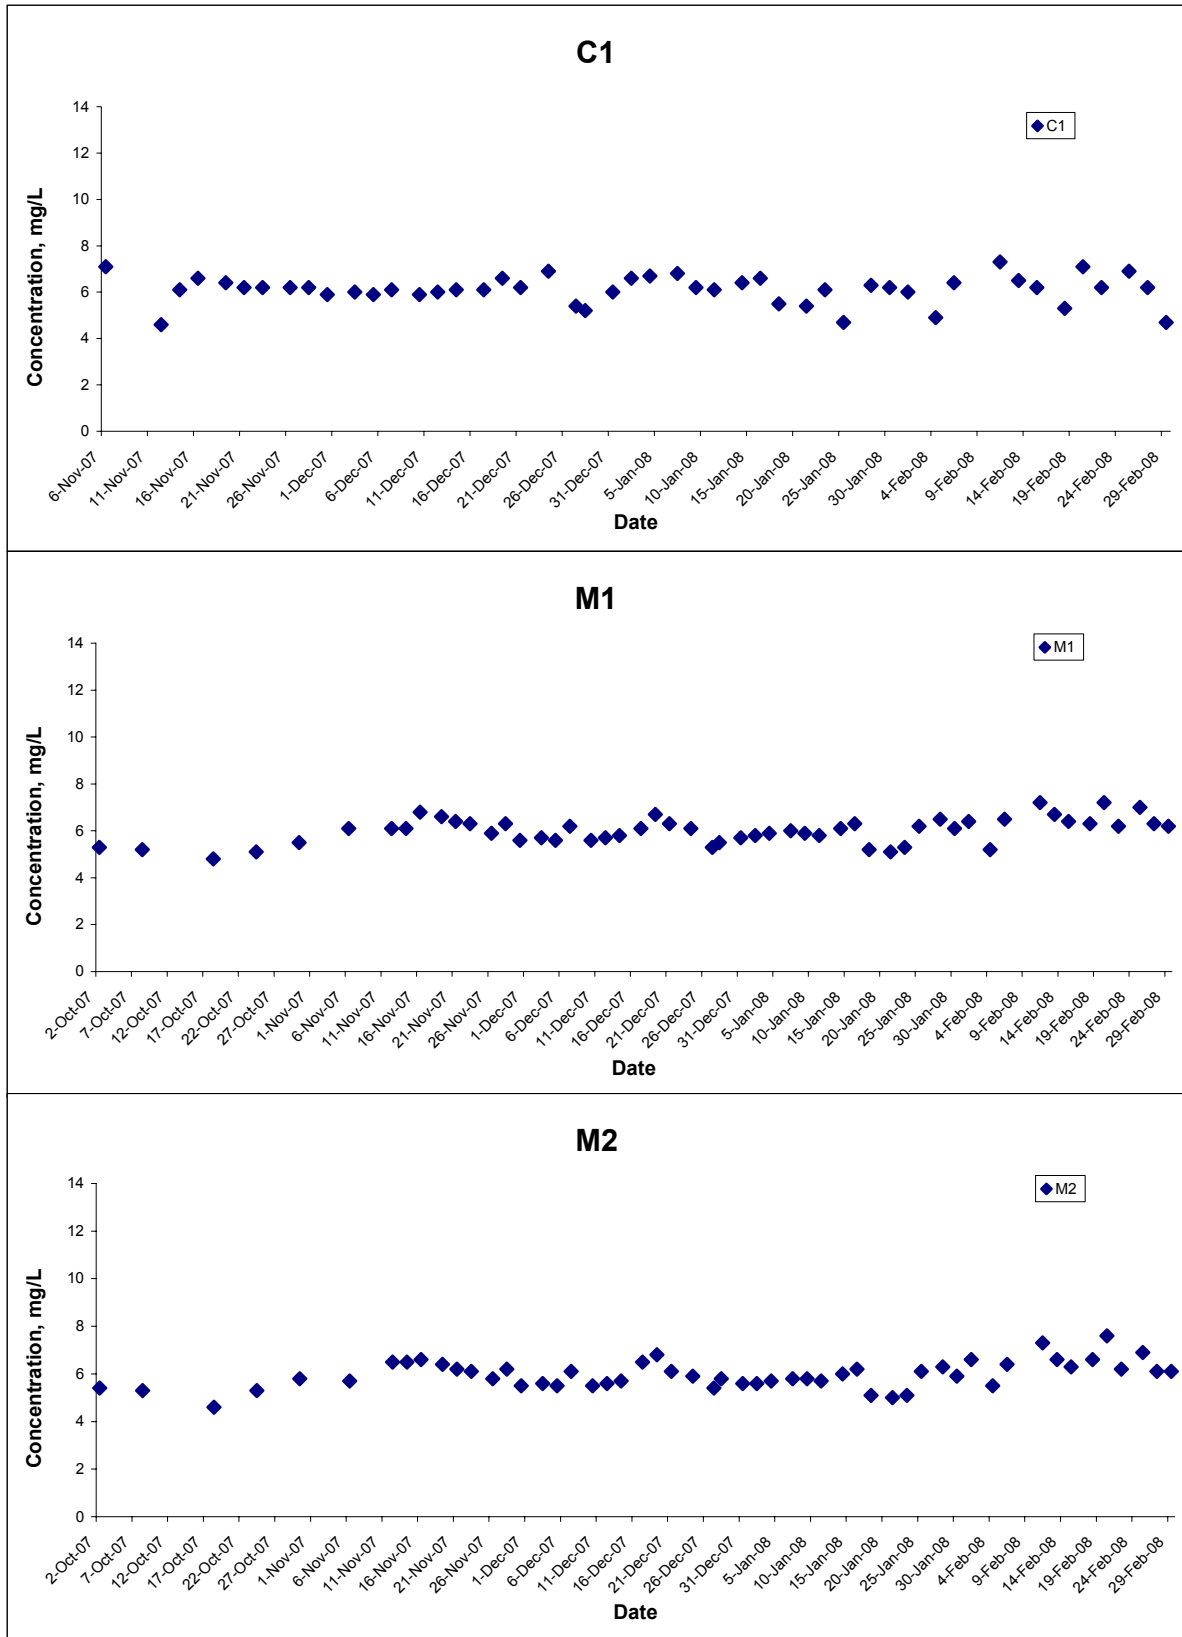 C1
C1
Concentration, mg/L
14
12
10
8
6
4
2
0
6-Nov-07
11-Nov-07
16-Nov-07
21-Nov-07
26-Nov-07
1-Dec-07
6-Dec-07
11-Dec-07
16-Dec-07
21-Dec-07
26-Dec-07
31-Dec-07
5-Jan-08
10-Jan-08
15-Jan-08
20-Jan-08
25-Jan-08
30-Jan-08
4-Feb-08
9-Feb-08
14-Feb-08
19-Feb-08
24-Feb-08
29-Feb-08
Date
M1
M1
Concentration, mg/L
14
12
10
8
6
4
2
0
2-Oct-07
7-Oct-07
12-Oct-07
17-Oct-07
22-Oct-07
27-Oct-07
1-Nov-07
6-Nov-07
11-Nov-07
16-Nov-07
21-Nov-07
26-Nov-07
1-Dec-07
6-Dec-07
11-Dec-07
16-Dec-07
21-Dec-07
26-Dec-07
31-Dec-07
5-Jan-08
10-Jan-08
15-Jan-08
20-Jan-08
25-Jan-08
30-Jan-08
4-Feb-08
9-Feb-08
14-Feb-08
19-Feb-08
24-Feb-08
29-Feb-08
Date
M2
M2
Concentration, mg/L
14
12
10
8
6
4
2
0
2-Oct-07
7-Oct-07
12-Oct-07
17-Oct-07
22-Oct-07
27-Oct-07
1-Nov-07
6-Nov-07
11-Nov-07
16-Nov-07
21-Nov-07
26-Nov-07
1-Dec-07
6-Dec-07
11-Dec-07
16-Dec-07
21-Dec-07
26-Dec-07
31-Dec-07
5-Jan-08
10-Jan-08
15-Jan-08
20-Jan-08
25-Jan-08
30-Jan-08
4-Feb-08
9-Feb-08
14-Feb-08
19-Feb-08
24-Feb-08
29-Feb-08
Date